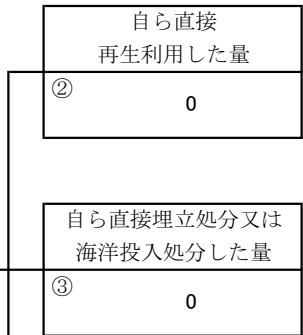 自ら直接
再生利用した量
②
0
自ら直接埋立処分又は
海洋投入処分した量
③
0